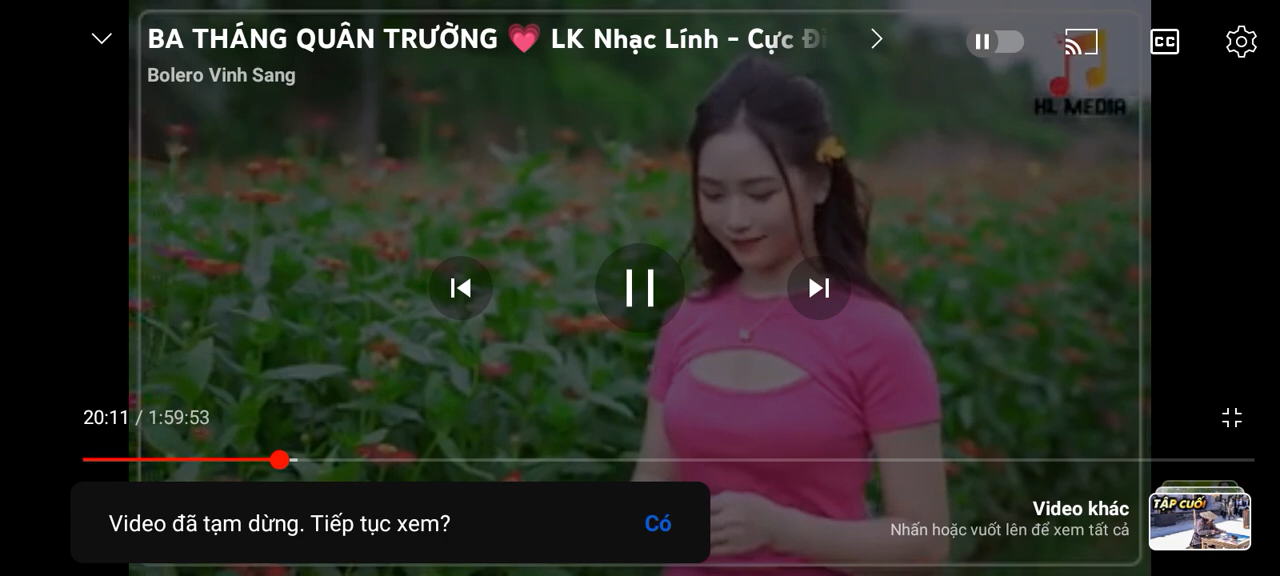 BA THÁNG QUÂN TRƯỜNG 💗 LK Nhạc Lính - Cực Đi
Bolero Vinh Sang
CC
HL MEDIA
20:11 / 1:59:53
Video đã tạm dừng. Tiếp tục xem? Có
Video khác
Nhấn hoặc vuốt lên để xem tất cả
TẬP CUỐI